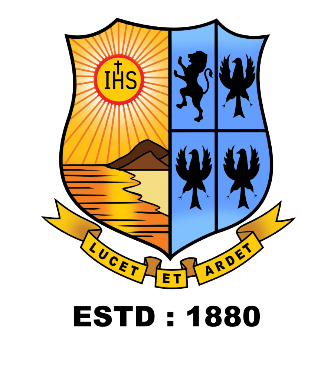 IHS
LUCET ET ARDET
ESTD : 1880